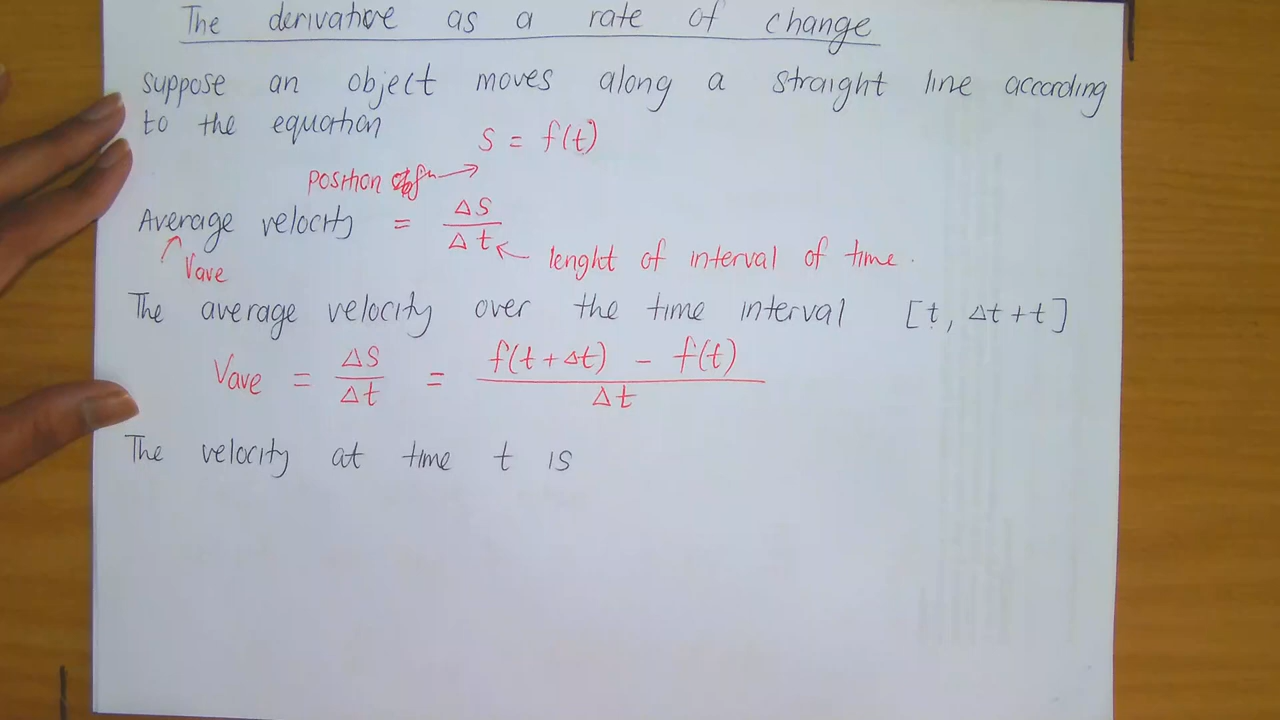 The derivative as a rate of change
suppose an object moves along a straight line according
to the equation
s = f(t)
position fn →
Average velocity = Δs/Δt ← lenght of interval of time.
↑ Vave
The average velocity over the time interval [t, Δt+t]
Vave = Δs/Δt = f(t+Δt) - f(t)/Δt
The velocity at time t is